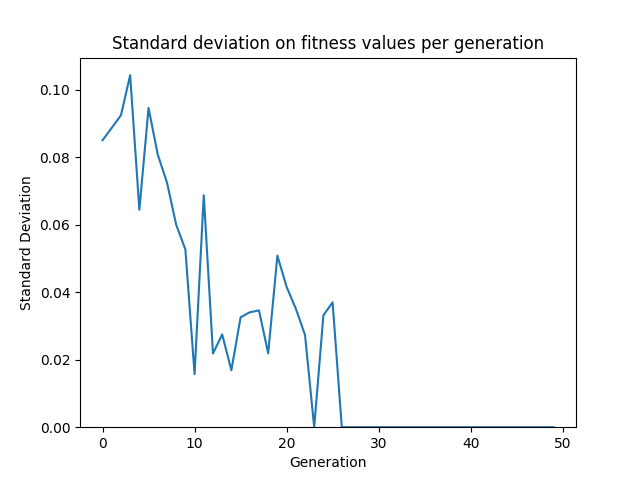 Standard deviation on fitness values per generation
Standard Deviation
0.10
0.08
0.06
0.04
0.02
0.00
0 10 20 30 40 50
Generation